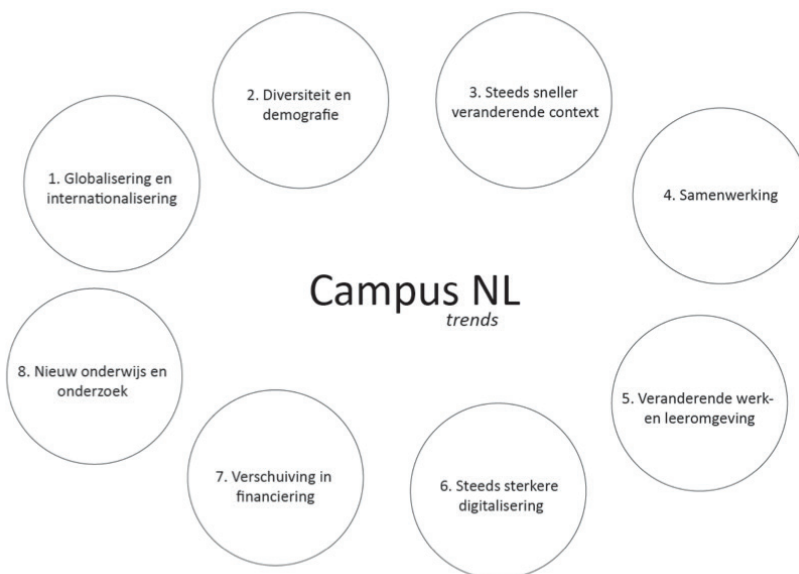 1. Globalisering en
internationalisering
2. Diversiteit en
demografie
3. Steeds sneller
veranderende context
4. Samenwerking
5. Veranderende werk-
en leeromgeving
6. Steeds sterkere
digitalisering
7. Verschuiving in
financiering
8. Nieuw onderwijs en
onderzoek
Campus NL
trends